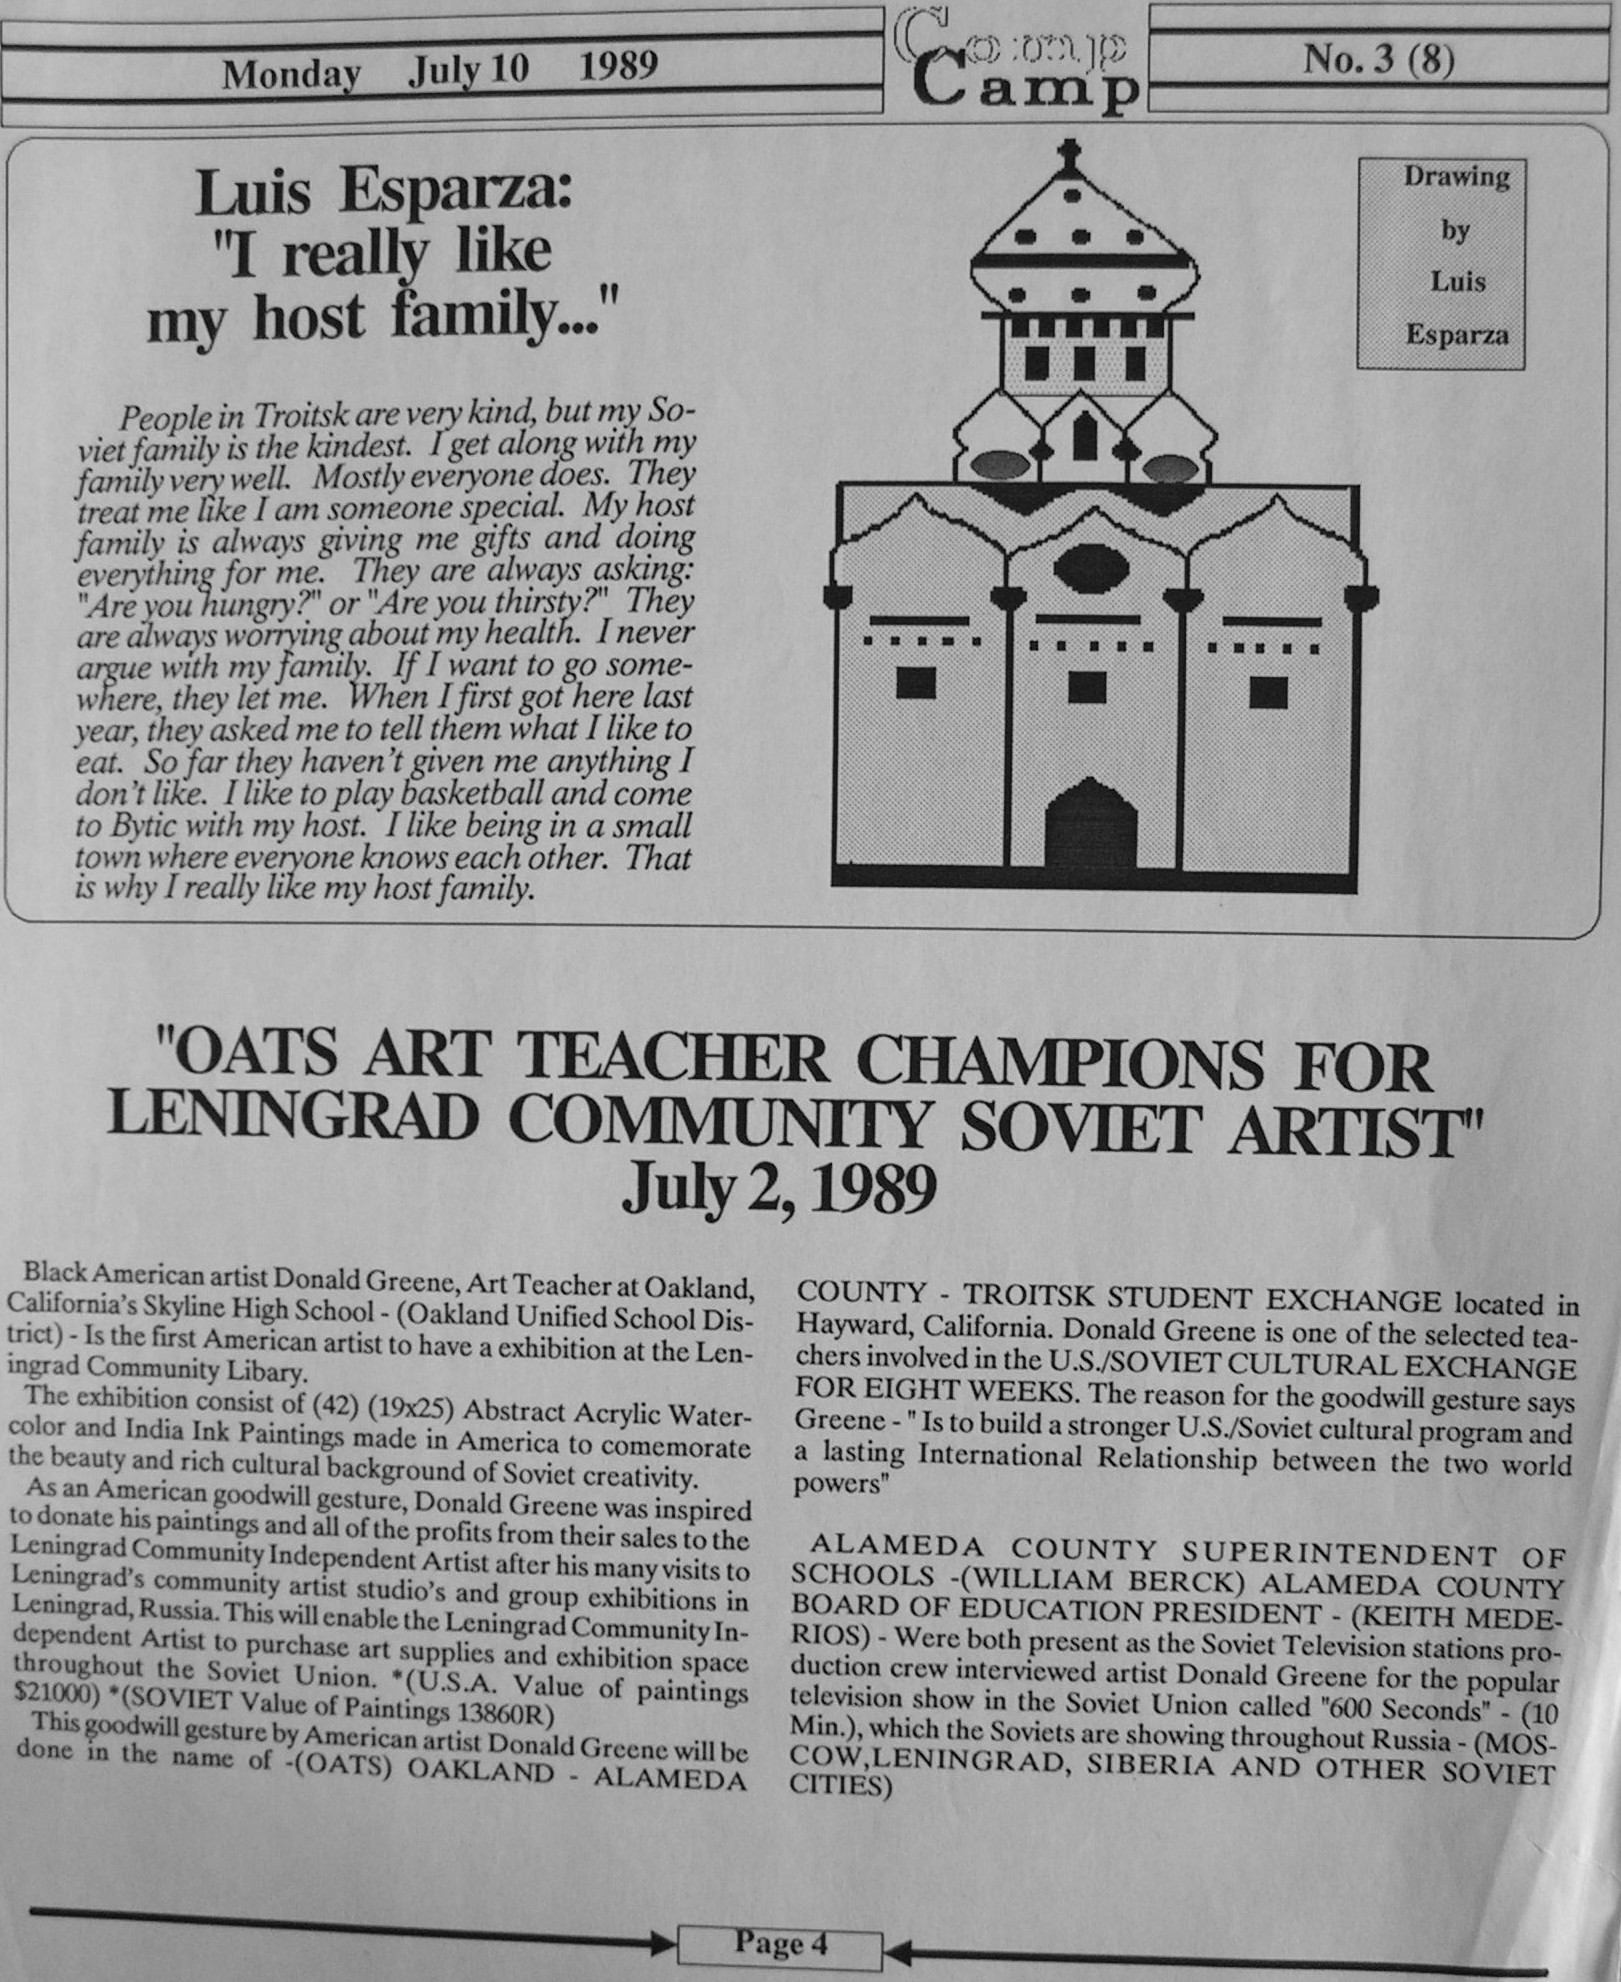 Monday July 10 1989
Comp
Camp
No. 3 (8)
Luis Esparza:
"I really like
my host family..."
Drawing
by
Luis
Esparza
People in Troitsk are very kind, but my So-
viet family is the kindest. I get along with my
family very well. Mostly everyone does. They
treat me like I am someone special. My host
family is always giving me gifts and doing
everything for me. They are always asking:
"Are you hungry?" or "Are you thirsty?" They
are always worrying about my health. I never
argue with my family. If I want to go some-
where, they let me. When I first got here last
year, they asked me to tell them what I like to
eat. So far they haven't given me anything I
don't like. I like to play basketball and come
to Bytic with my host. I like being in a small
town where everyone knows each other. That
is why I really like my host family.
"OATS ART TEACHER CHAMPIONS FOR
LENINGRAD COMMUNITY SOVIET ARTIST"
July 2, 1989
Black American artist Donald Greene, Art Teacher at Oakland,
California's Skyline High School - (Oakland Unified School Dis-
trict) - Is the first American artist to have a exhibition at the Len-
ingrad Community Libary.
The exhibition consist of (42) (19x25) Abstract Acrylic Water-
color and India Ink Paintings made in America to comemorate
the beauty and rich cultural background of Soviet creativity.
As an American goodwill gesture, Donald Greene was inspired
to donate his paintings and all of the profits from their sales to the
Leningrad Community Independent Artist after his many visits to
Leningrad's community artist studio's and group exhibitions in
Leningrad, Russia. This will enable the Leningrad Community In-
dependent Artist to purchase art supplies and exhibition space
throughout the Soviet Union. *(U.S.A. Value of paintings
$21000) *(SOVIET Value of Paintings 13860R)
This goodwill gesture by American artist Donald Greene will be
done in the name of -(OATS) OAKLAND - ALAMEDA
COUNTY - TROITSK STUDENT EXCHANGE located in
Hayward, California. Donald Greene is one of the selected tea-
chers involved in the U.S./SOVIET CULTURAL EXCHANGE
FOR EIGHT WEEKS. The reason for the goodwill gesture says
Greene - " Is to build a stronger U.S./Soviet cultural program and
a lasting International Relationship between the two world
powers"
ALAMEDA COUNTY SUPERINTENDENT OF
SCHOOLS -(WILLIAM BERCK) ALAMEDA COUNTY
BOARD OF EDUCATION PRESIDENT - (KEITH MEDE-
RIOS) - Were both present as the Soviet Television stations pro-
duction crew interviewed artist Donald Greene for the popular
television show in the Soviet Union called "600 Seconds" - (10
Min.), which the Soviets are showing throughout Russia - (MOS-
COW,LENINGRAD, SIBERIA AND OTHER SOVIET
CITIES)
Page 4